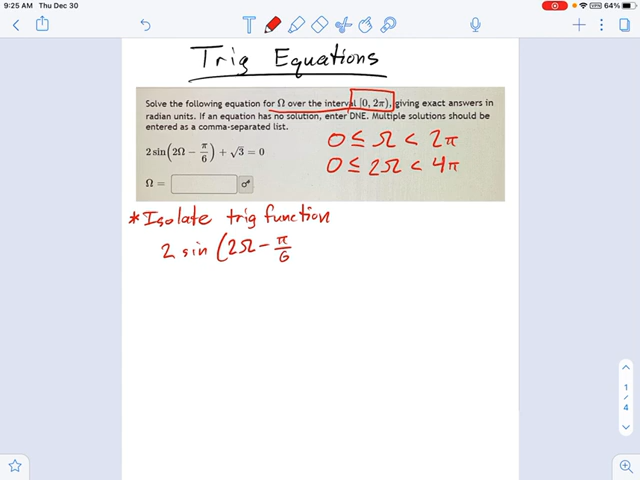 9:25 AM Thu Dec 30
64%
Trig Equations
Solve the following equation for Ω over the interval [0, 2π), giving exact answers in
radian units. If an equation has no solution, enter DNE. Multiple solutions should be
entered as a comma-separated list.
0 ≤ Ω < 2π
2 sin(2Ω − π/6) + √3 = 0
0 ≤ 2Ω < 4π
Ω =
*Isolate trig function
2 sin (2Ω − π/6
1
/
4